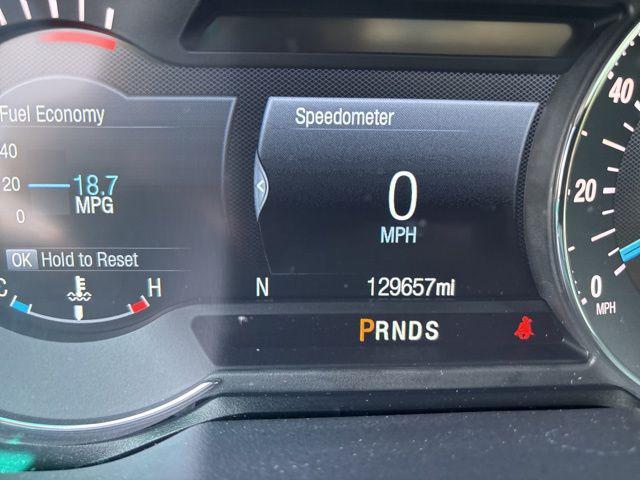 Fuel Economy
40
20
0
18.7
MPG
OK Hold to Reset
C
H
Speedometer
0
MPH
N
129657mi
PRNDS
40
20
0
MPH